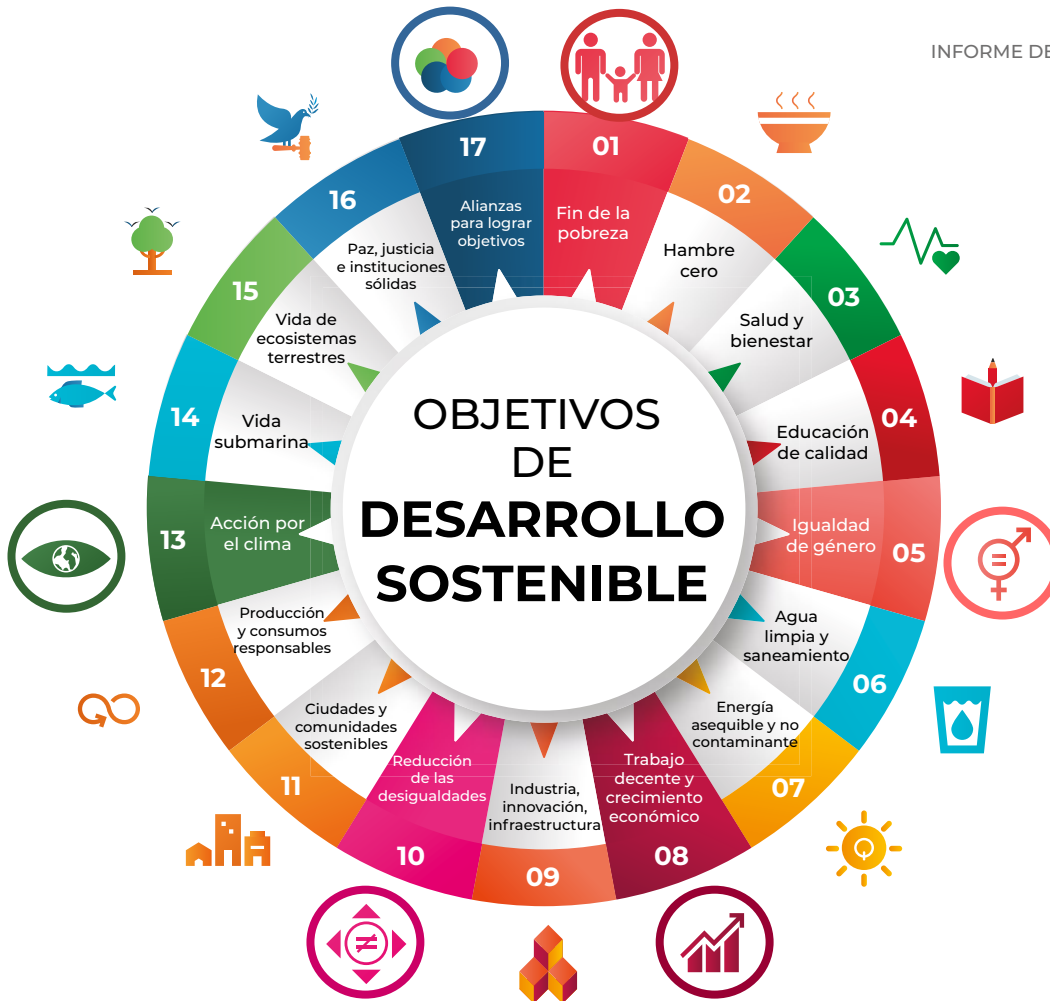 INFORME DE
OBJETIVOS
DE
DESARROLLO
SOSTENIBLE
01
Fin de la
pobreza
02
Hambre
cero
03
Salud y
bienestar
04
Educación
de calidad
05
Igualdad
de género
06
Agua
limpia y
saneamiento
07
Energía
asequible y no
contaminante
08
Trabajo
decente y
crecimiento
económico
09
Industria,
innovación,
infraestructura
10
Reducción
de las
desigualdades
11
Ciudades y
comunidades
sostenibles
12
Producción
y consumos
responsables
13
Acción por
el clima
14
Vida
submarina
15
Vida de
ecosistemas
terrestres
16
Paz, justicia
e instituciones
sólidas
17
Alianzas
para lograr
objetivos